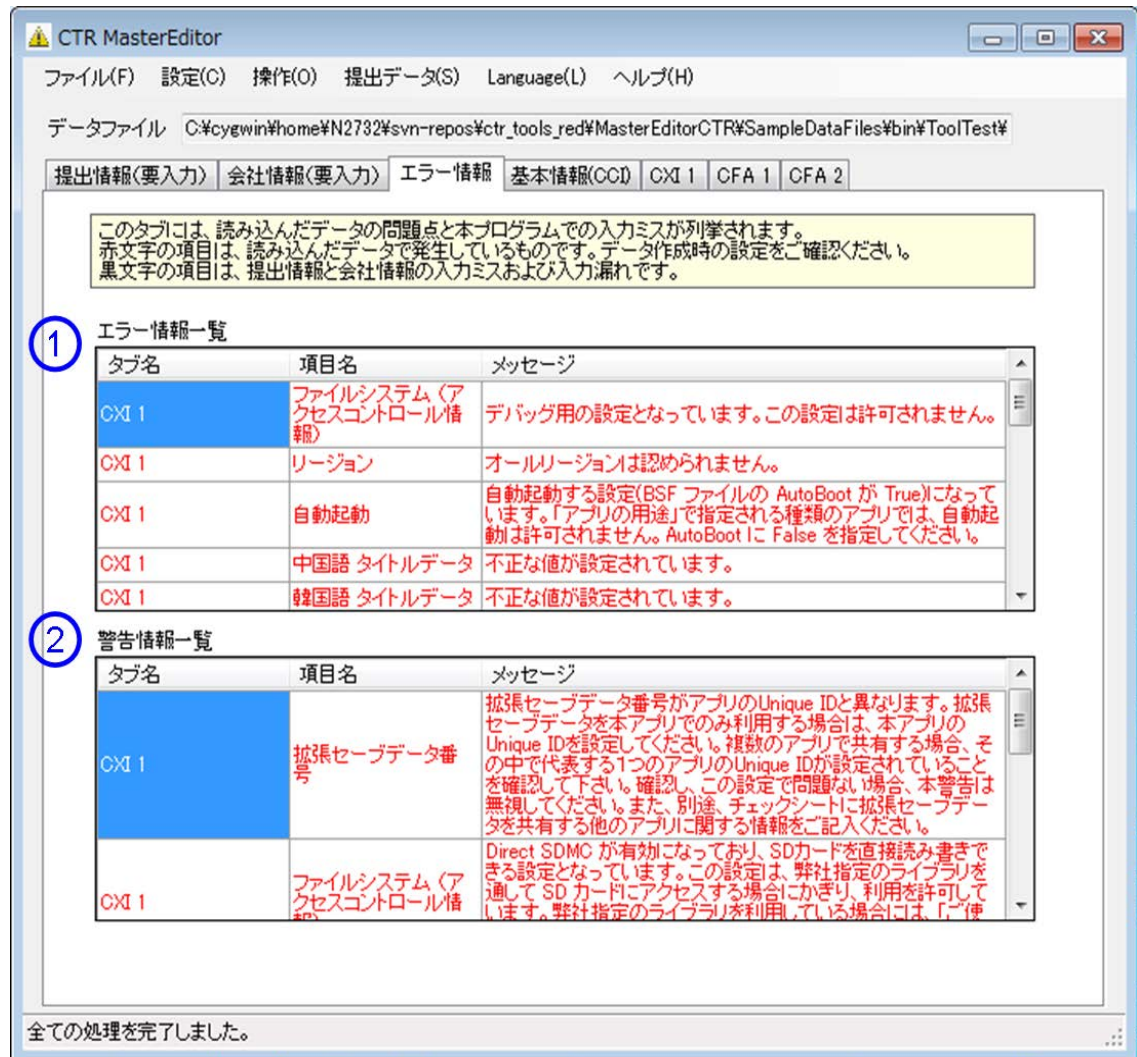 CTR MasterEditor
ファイル(F) 設定(C) 操作(O) 提出データ(S) Language(L) ヘルプ(H)
データファイル C:¥cygwin¥home¥N2732¥svn-repos¥ctr_tools_red¥MasterEditorCTR¥SampleDataFiles¥bin¥ToolTest¥
提出情報(要入力) 会社情報(要入力) エラー情報 基本情報(CCI) CXI 1 CFA 1 CFA 2
このタブには、読み込んだデータの問題点と本プログラムでの入力ミスが列挙されます。
赤文字の項目は、読み込んだデータで発生しているものです。データ作成時の設定をご確認ください。
黒文字の項目は、提出情報と会社情報の入力ミスおよび入力漏れです。
1
エラー情報一覧
タブ名 項目名 メッセージ
CXI 1
ファイルシステム(ア
クセスコントロール情
報)
デバッグ用の設定となっています。この設定は許可されません。
CXI 1 リージョン オールリージョンは認められません。
CXI 1 自動起動
自動起動する設定(BSF ファイルの AutoBoot が True)になって
います。「アプリの用途」で指定される種類のアプリでは、自動起
動は許可されません。AutoBoot に False を指定してください。
CXI 1 中国語 タイトルデータ 不正な値が設定されています。
CXI 1 韓国語 タイトルデータ 不正な値が設定されています。
2
警告情報一覧
タブ名 項目名 メッセージ
CXI 1
拡張セーブデータ番
号
拡張セーブデータ番号がアプリのUnique IDと異なります。拡張
セーブデータを本アプリでのみ利用する場合は、本アプリの
Unique IDを設定してください。複数のアプリで共有する場合、そ
の中で代表する1つのアプリのUnique IDが設定されていること
を確認して下さい。確認し、この設定で問題ない場合、本警告は
無視してください。また、別途、チェックシートに拡張セーブデー
タを共有する他のアプリに関する情報をご記入ください。
CXI 1
ファイルシステム(ア
クセスコントロール情
報)
Direct SDMC が有効になっており、SDカードを直接読み書きで
きる設定となっています。この設定は、弊社指定のライブラリを
通して SD カードにアクセスする場合にかぎり、利用を許可して
います。弊社指定のライブラリを利用している場合には、「ご使
全ての処理を完了しました。